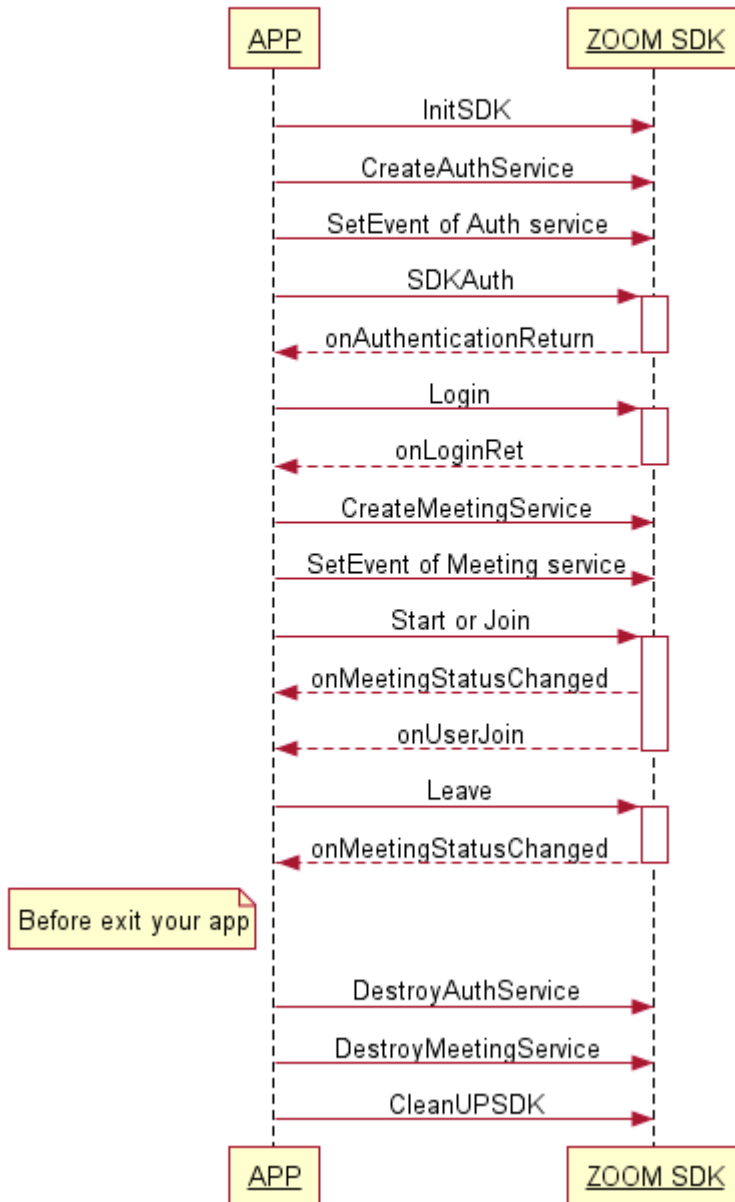 APP
ZOOM SDK
InitSDK
CreateAuthService
SetEvent of Auth service
SDKAuth
onAuthenticationReturn
Login
onLoginRet
CreateMeetingService
SetEvent of Meeting service
Start or Join
onMeetingStatusChanged
onUserJoin
Leave
onMeetingStatusChanged
Before exit your app
DestroyAuthService
DestroyMeetingService
CleanUPSDK
APP
ZOOM SDK